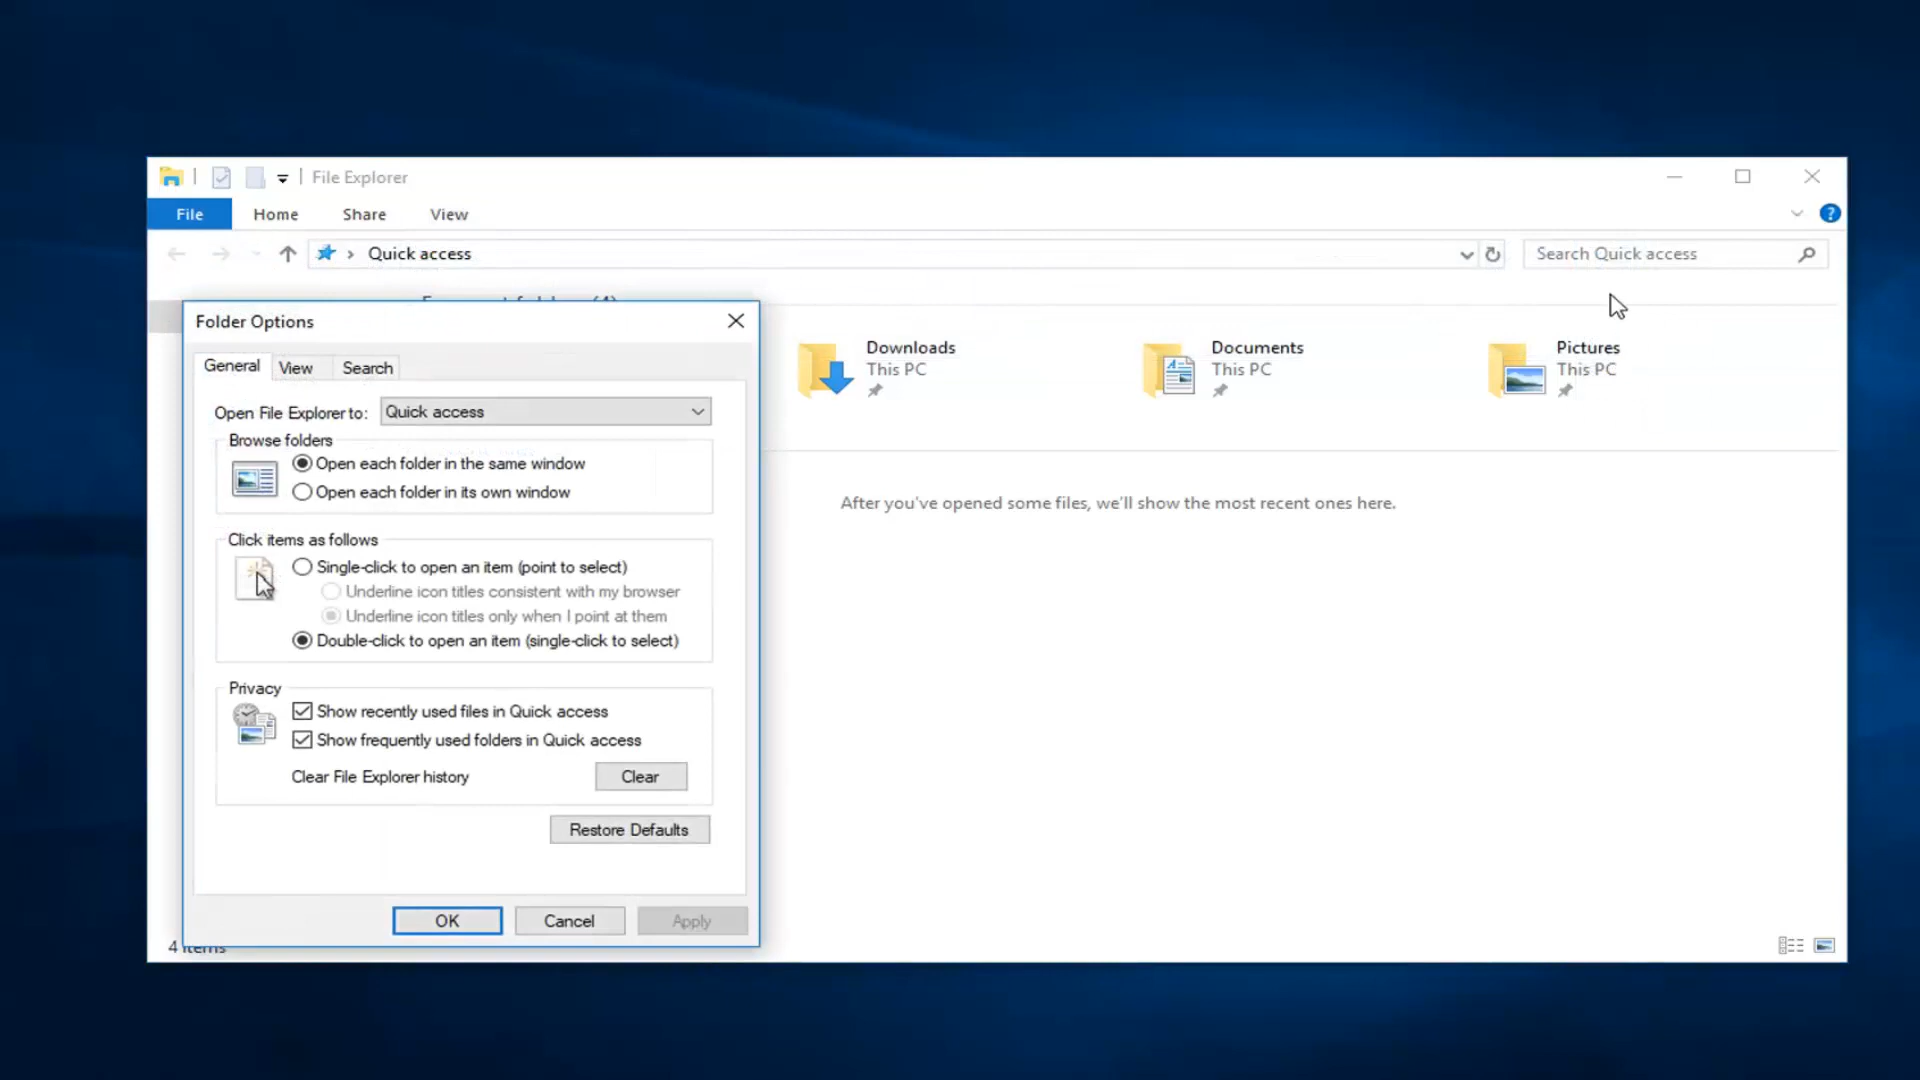 File Explorer
File Home Share View
Quick access
Search Quick access
Folder Options
General View Search
Open File Explorer to: Quick access
Browse folders
Open each folder in the same window
Open each folder in its own window
Click items as follows
Single-click to open an item (point to select)
Underline icon titles consistent with my browser
Underline icon titles only when I point at them
Double-click to open an item (single-click to select)
Privacy
Show recently used files in Quick access
Show frequently used folders in Quick access
Clear File Explorer history Clear
Restore Defaults
OK Cancel Apply
Downloads
This PC
Documents
This PC
Pictures
This PC
After you've opened some files, we'll show the most recent ones here.
4 items